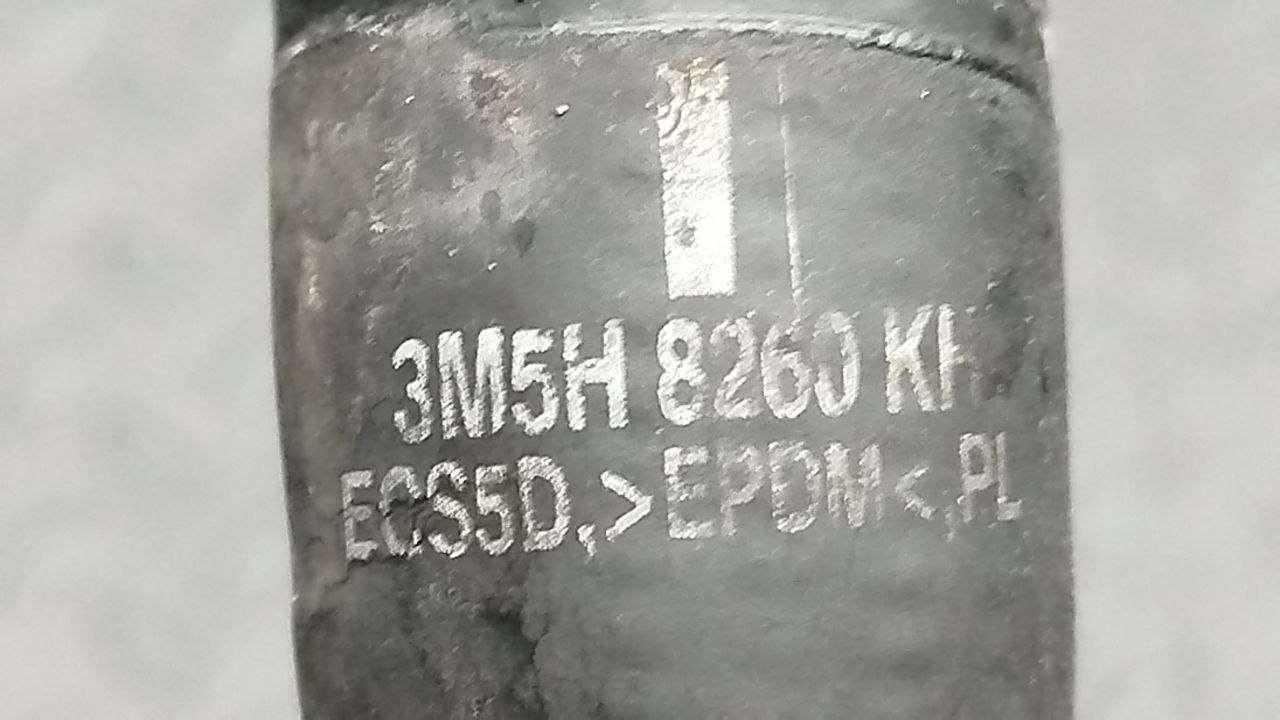 3M5H 8260 KH
ECS5D,>EPDM<,PL